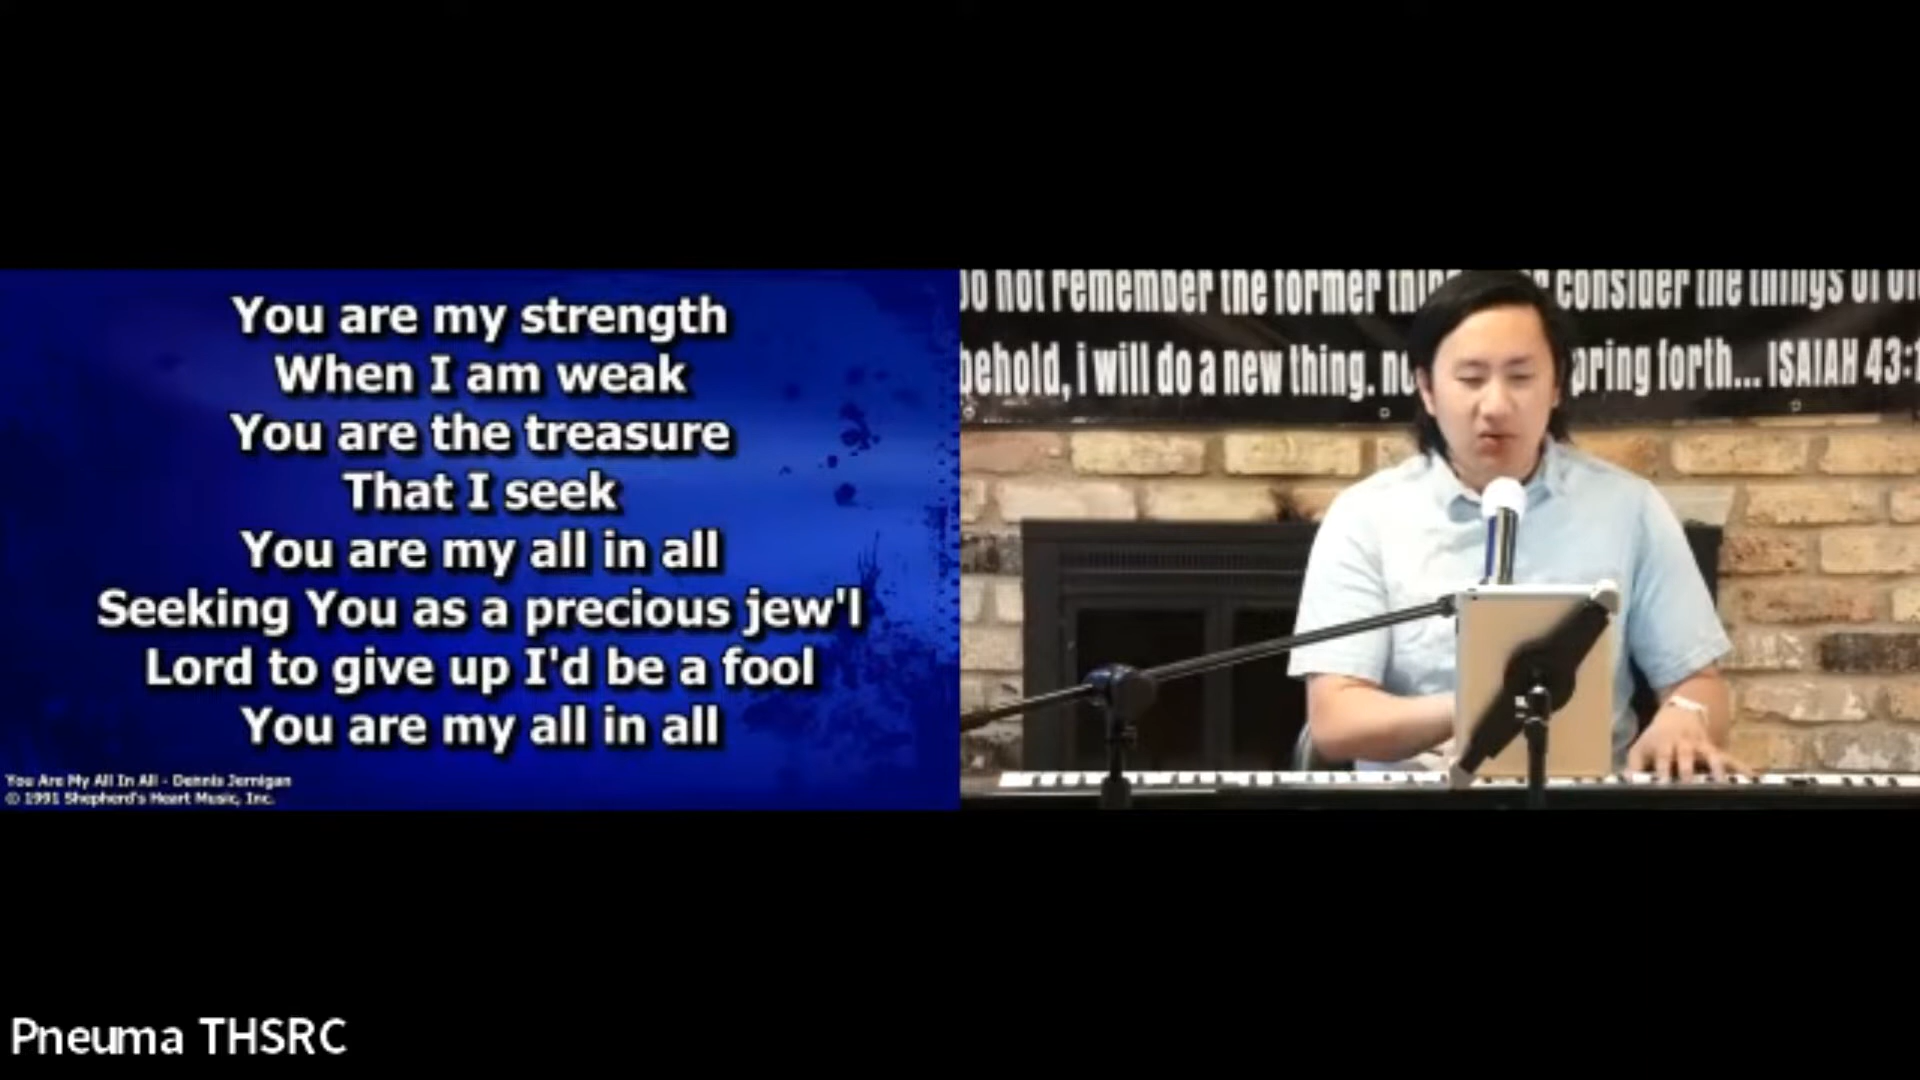 You are my strength
When I am weak
You are the treasure
That I seek
You are my all in all
Seeking You as a precious jew'l
Lord to give up I'd be a fool
You are my all in all
You Are My All In All - Dennis Jernigan
© 1991 Shepherd's Heart Music, Inc.
not remember the former consider the things of
behold, i will do a new thing. forth... ISAIAH 43:
Pneuma THSRC